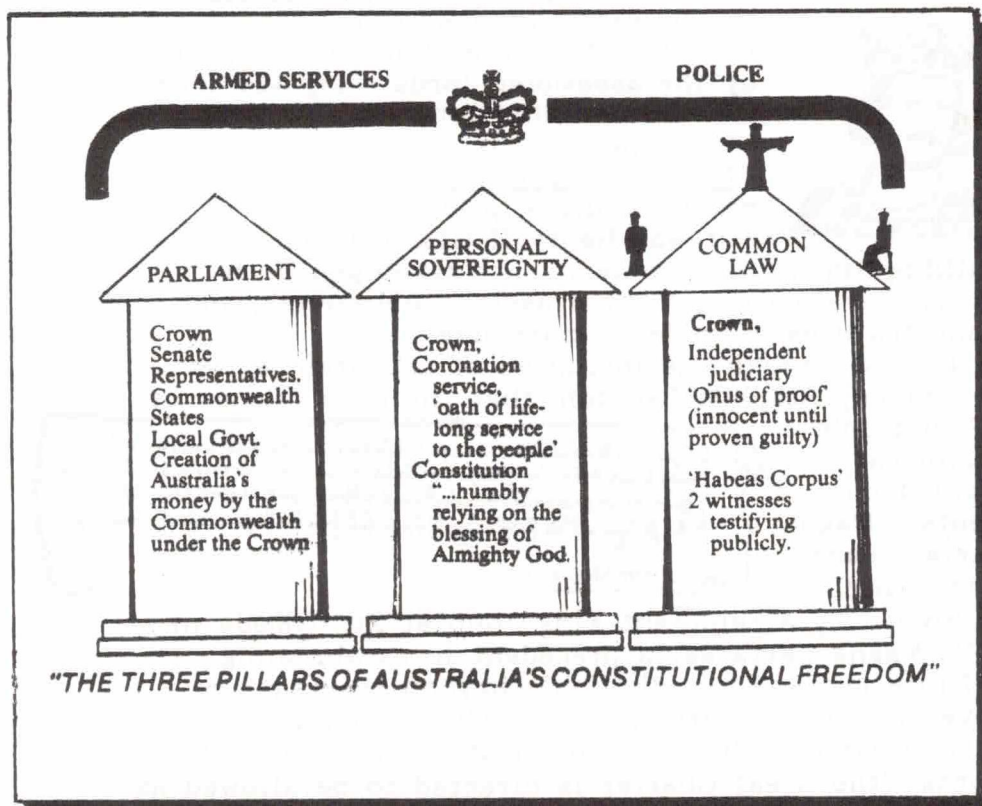 ARMED SERVICES
POLICE
PARLIAMENT
Crown
Senate
Representatives.
Commonwealth
States
Local Govt.
Creation of
Australia's
money by the
Commonwealth
under the Crown
PERSONAL
SOVEREIGNTY
Crown,
Coronation
service,
'oath of life-
long service
to the people'
Constitution
"...humbly
relying on the
blessing of
Almighty God.
COMMON
LAW
Crown,
Independent
judiciary
'Onus of proof'
(innocent until
proven guilty)
'Habeas Corpus'
2 witnesses
testifying
publicly.
"THE THREE PILLARS OF AUSTRALIA'S CONSTITUTIONAL FREEDOM"